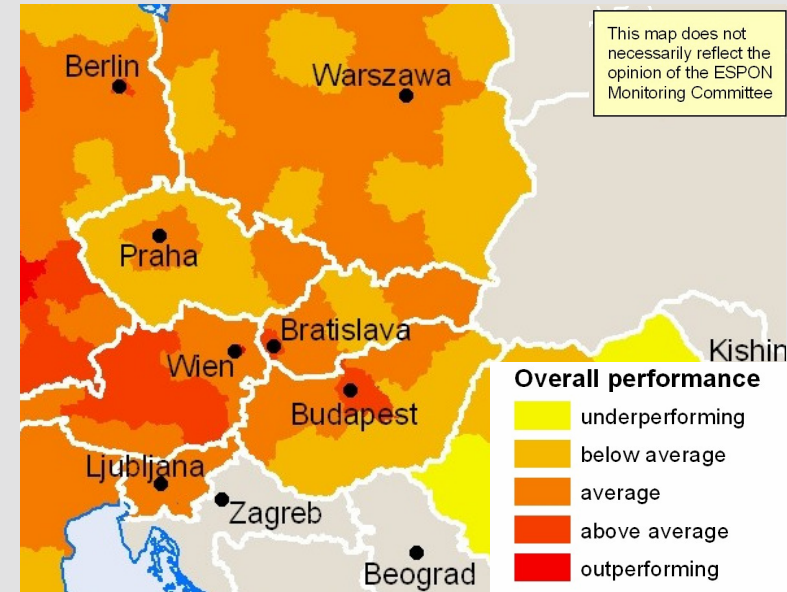 This map does not
necessarily reflect the
opinion of the ESPON
Monitoring Committee
Berlin
Warszawa
Praha
Bratislava
Wien
Kishin
Budapest
Ljubljana
Zagreb
Beograd
Overall performance
underperforming
below average
average
above average
outperforming